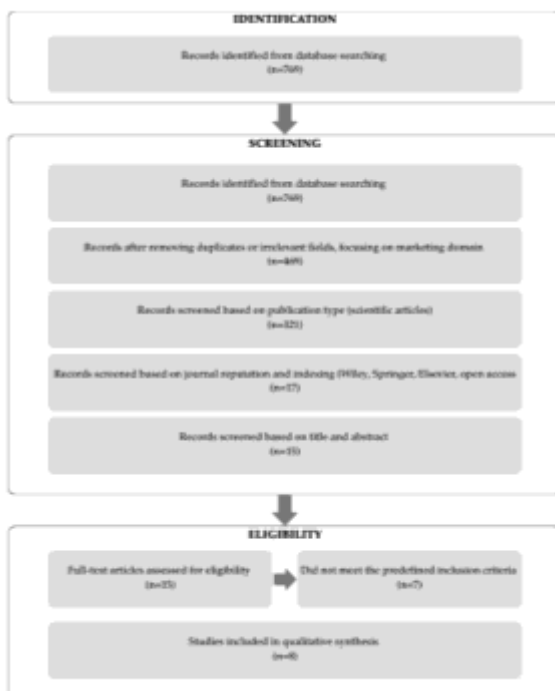 IDENTIFICATION
Records identified from database searching
(n=769)
SCREENING
Records identified from database searching
(n=769)
Records after removing duplicates or irrelevant fields, focusing on marketing domain
(n=469)
Records screened based on publication type (scientific articles)
(n=121)
Records screened based on journal reputation and indexing (Wiley, Springer, Elsevier, open access
(n=17)
Records screened based on title and abstract
(n=15)
ELIGIBILITY
Full-text articles assessed for eligibility
(n=15)
Did not meet the predefined inclusion criteria
(n=7)
Studies included in qualitative synthesis
(n=8)